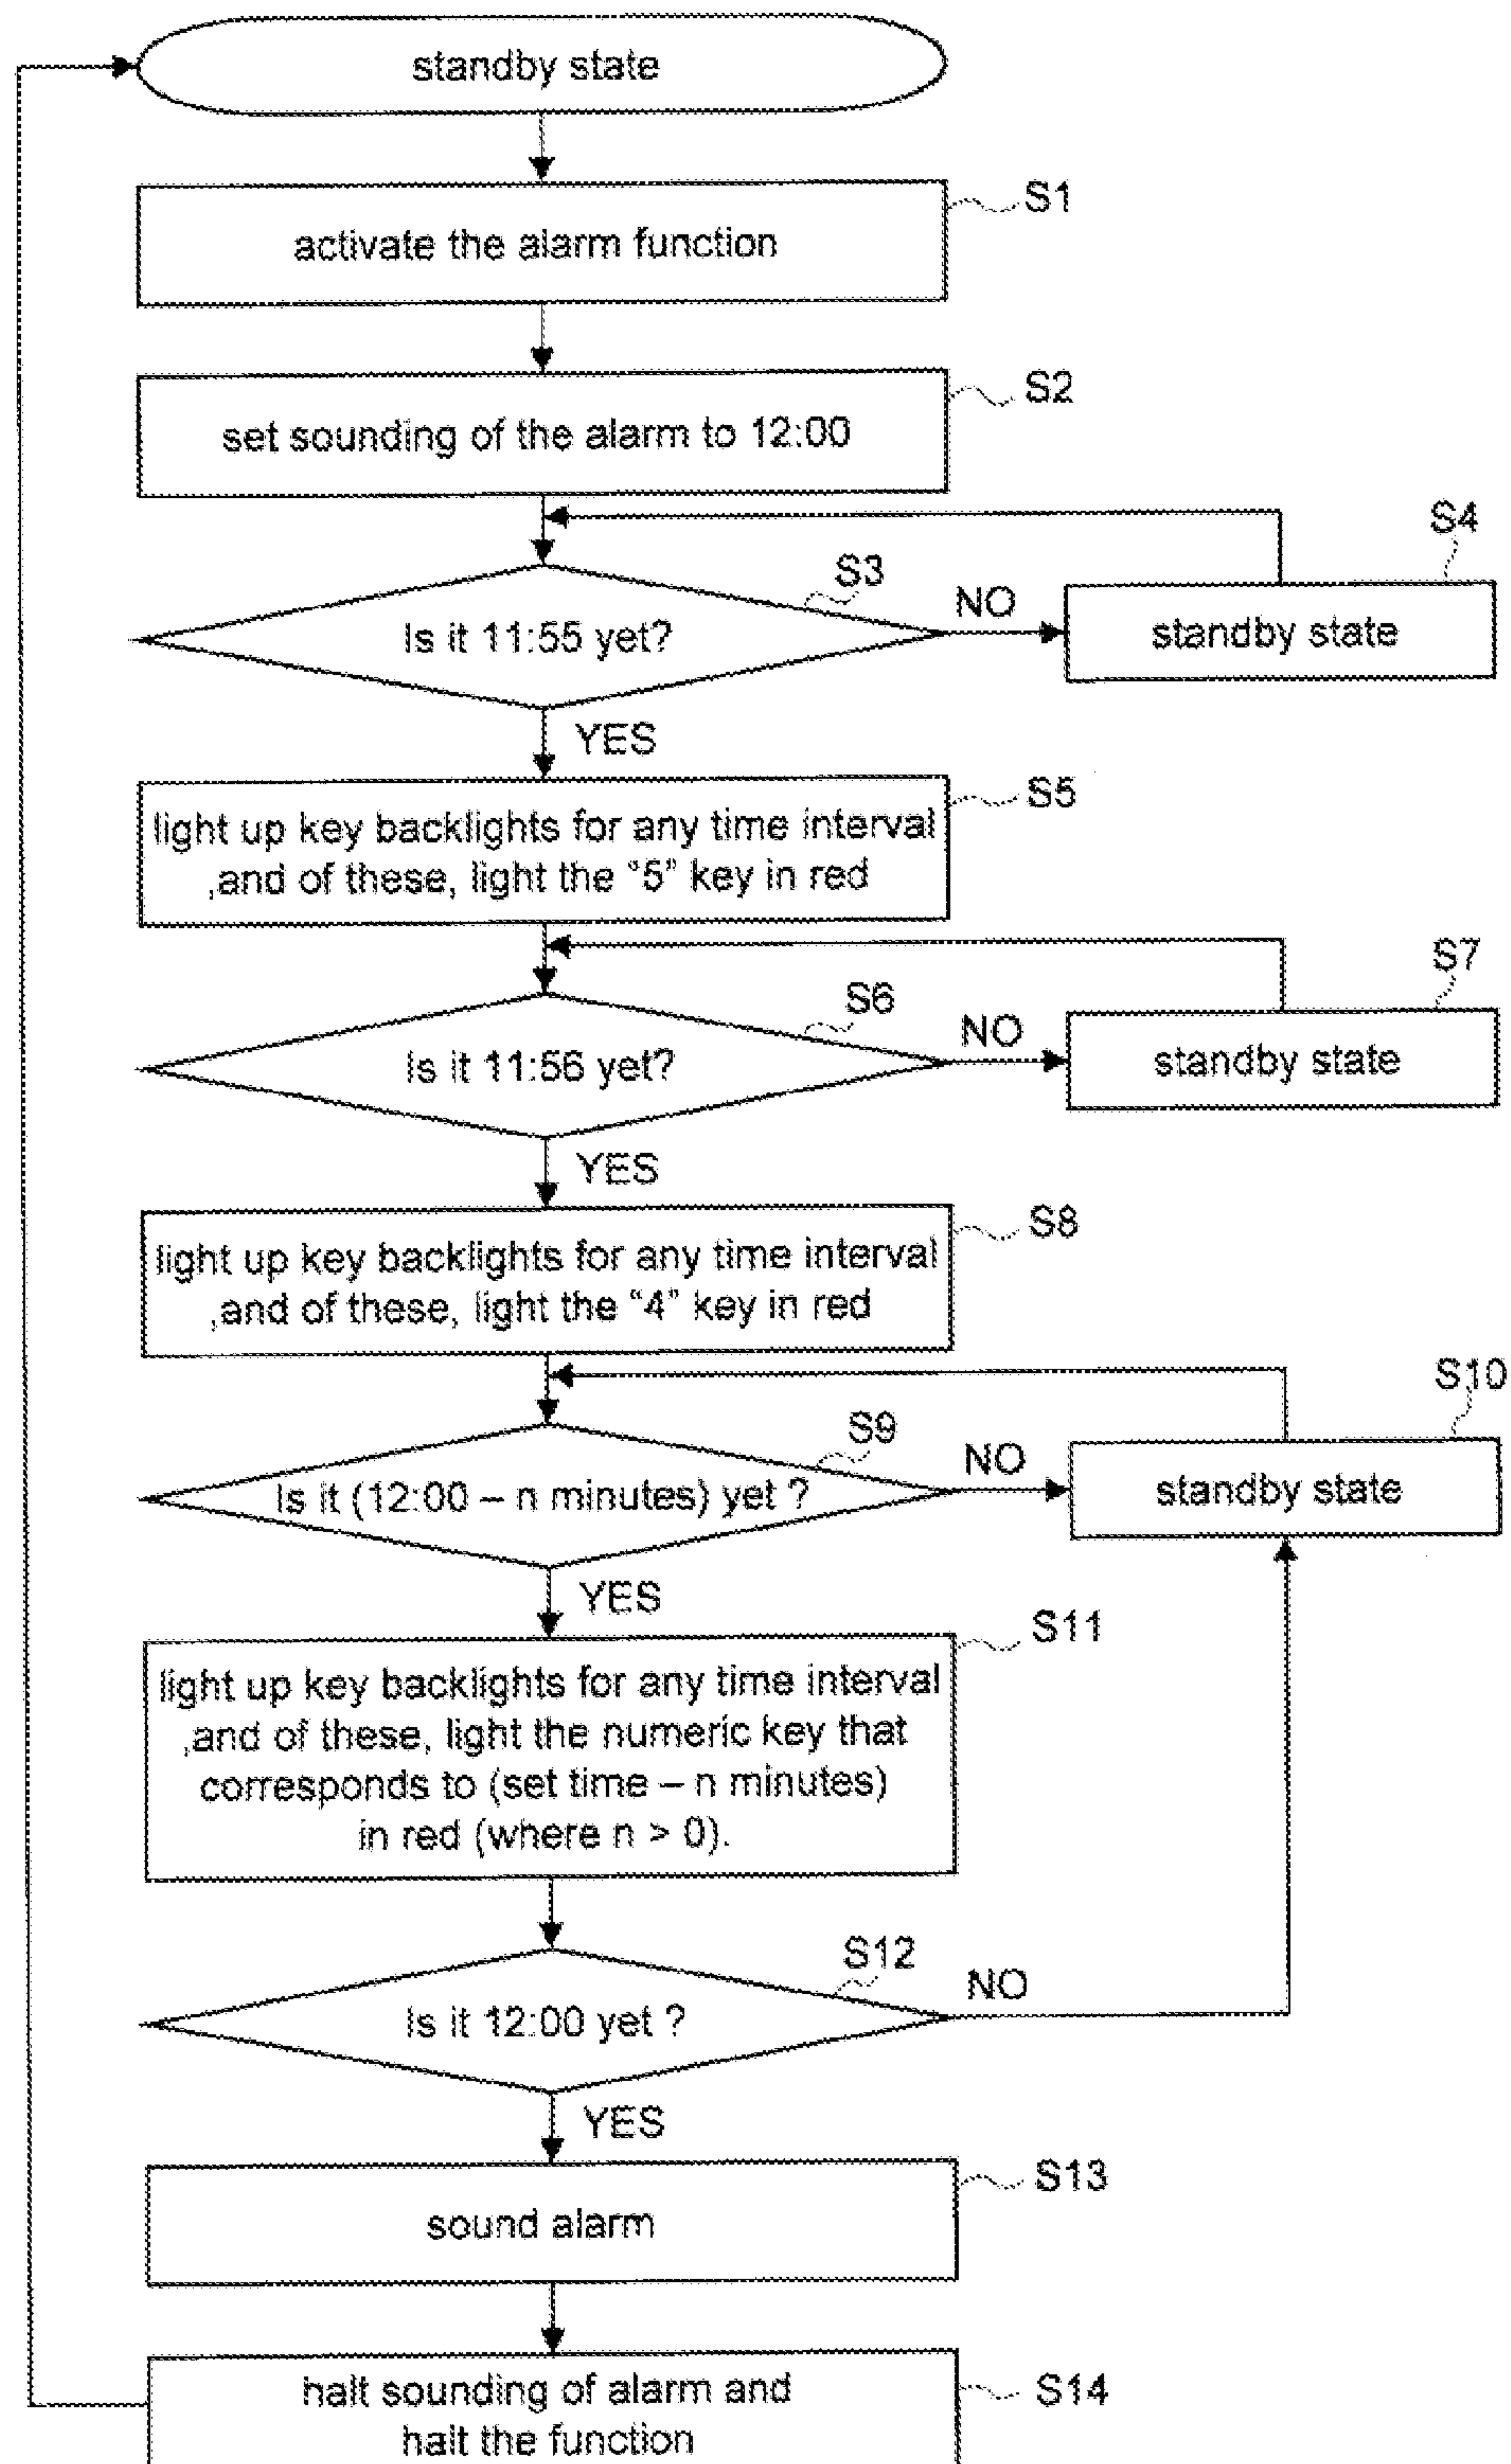 standby state
S1
activate the alarm function
S2
set sounding of the alarm to 12:00
S4
S3
NO
Is it 11:55 yet?
standby state
YES
S5
light up key backlights for any time interval
,and of these, light the "5" key in red
S7
S6
NO
Is it 11:56 yet?
standby state
YES
S8
light up key backlights for any time interval
,and of these, light the "4" key in red
S10
S9
NO
Is it (12:00 – n minutes) yet ?
standby state
YES
S11
light up key backlights for any time interval
,and of these, light the numeric key that
corresponds to (set time – n minutes)
in red (where n > 0).
S12
NO
Is it 12:00 yet ?
YES
S13
sound alarm
halt sounding of alarm and
S14
halt the function